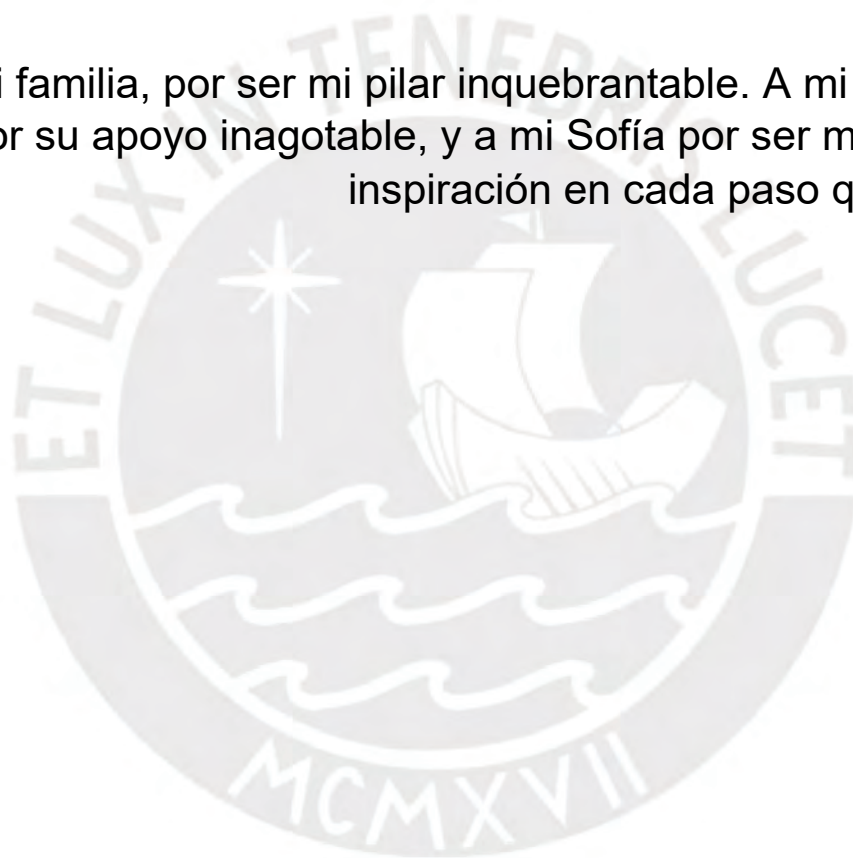 familia, por ser mi pilar inquebrantable. A mi
su apoyo inagotable, y a mi Sofía por ser
inspiración en cada paso
ET LUX IN TENEBRIS LUCET
MCMXVII